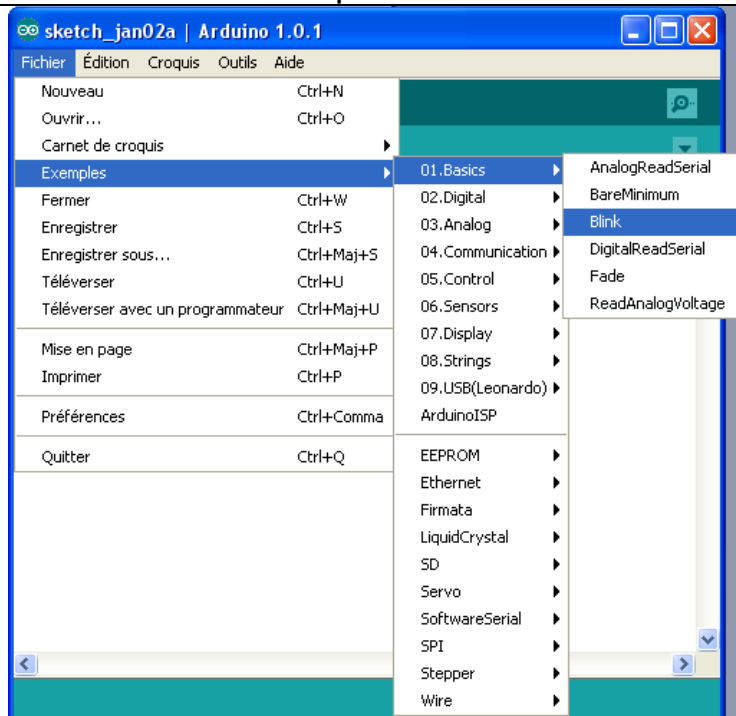 sketch_jan02a | Arduino 1.0.1
Fichier Édition Croquis Outils Aide
Nouveau Ctrl+N
Ouvrir... Ctrl+O
Carnet de croquis
Exemples
Fermer Ctrl+W
Enregistrer Ctrl+S
Enregistrer sous... Ctrl+Maj+S
Téléverser Ctrl+U
Téléverser avec un programmateur Ctrl+Maj+U
Mise en page Ctrl+Maj+P
Imprimer Ctrl+P
Préférences Ctrl+Comma
Quitter Ctrl+Q
01.Basics
02.Digital
03.Analog
04.Communication
05.Control
06.Sensors
07.Display
08.Strings
09.USB(Leonardo)
ArduinoISP
EEPROM
Ethernet
Firmata
LiquidCrystal
SD
Servo
SoftwareSerial
SPI
Stepper
Wire
AnalogReadSerial
BareMinimum
Blink
DigitalReadSerial
Fade
ReadAnalogVoltage